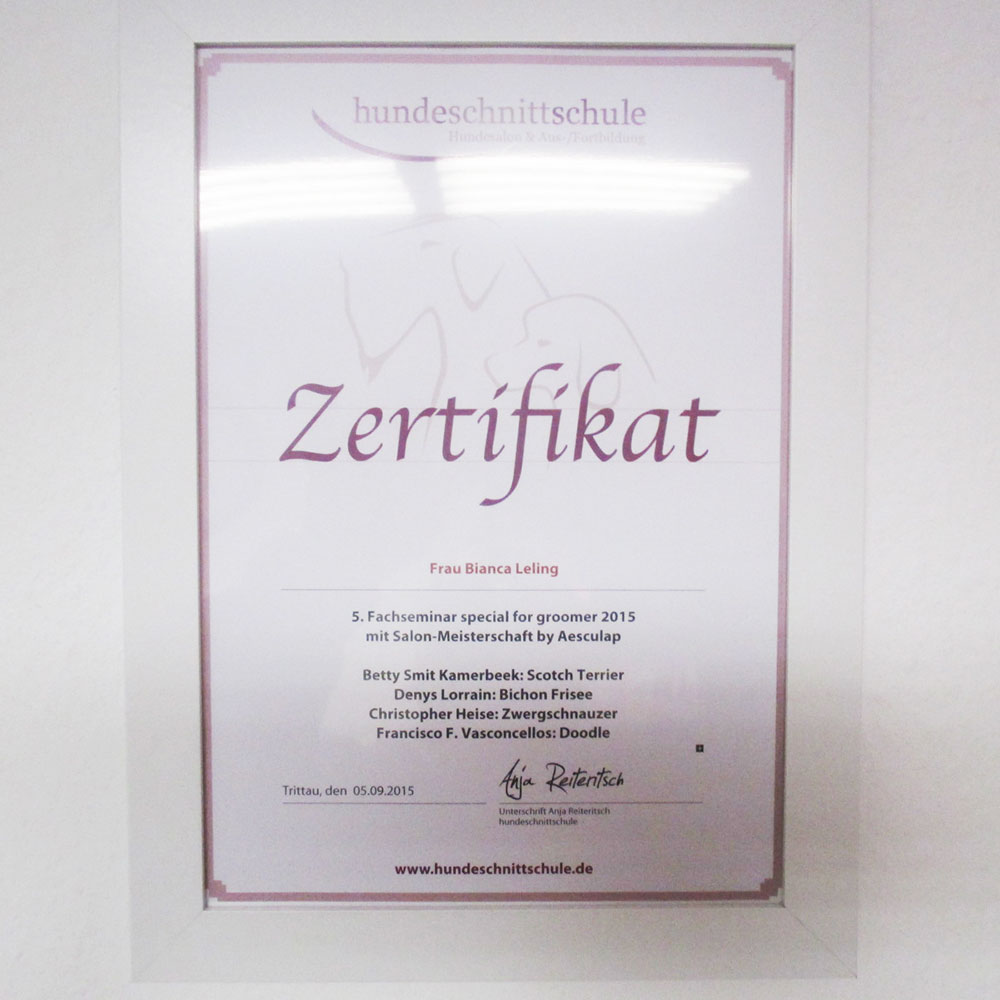 hundeschnittschule
Hundesalon & Aus-/Fortbildung
Zertifikat
Frau Bianca Leling
5. Fachseminar special for groomer 2015
mit Salon-Meisterschaft by Aesculap
Betty Smit Kamerbeek: Scotch Terrier
Denys Lorrain: Bichon Frisee
Christopher Heise: Zwergschnauzer
Francisco F. Vasconcellos: Doodle
Anja Reiteritsch
Trittau, den 05.09.2015
Unterschrift Anja Reiteritsch
hundeschnittschule
www.hundeschnittschule.de